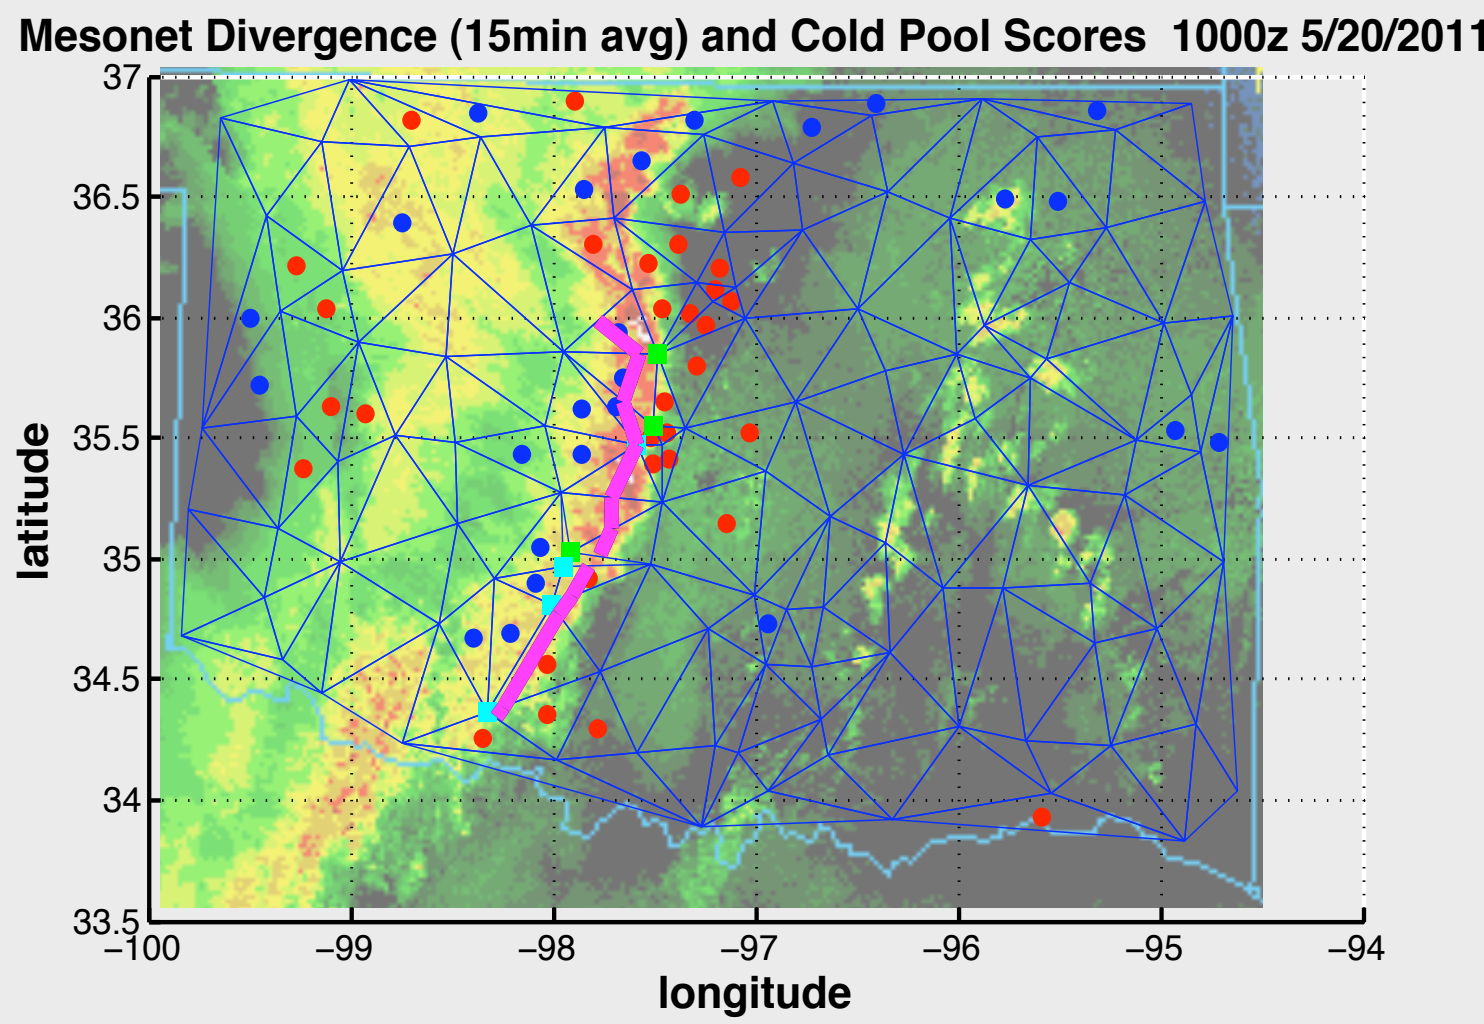 Mesonet Divergence (15min avg) and Cold Pool Scores 1000z 5/20/2011
37
36.5
36
35.5
35
34.5
34
33.5
latitude
−100 −99 −98 −97 −96 −95 −94
longitude